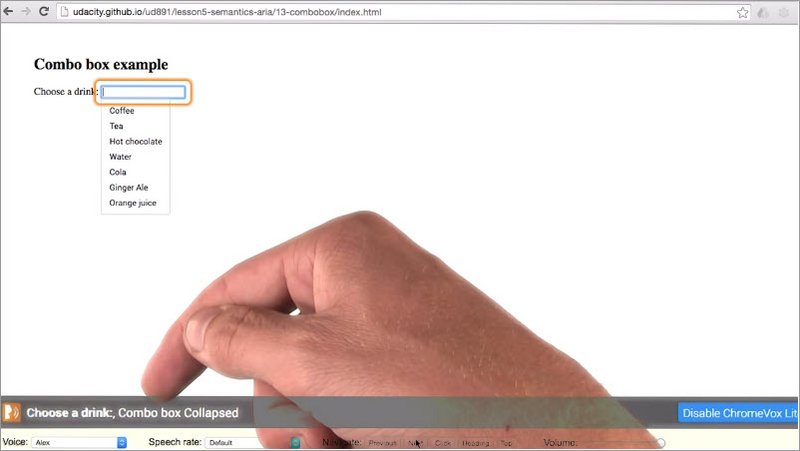 udacity.github.io/ud891/lesson5-semantics-aria/13-combobox/index.html
Combo box example
Choose a drink:
Coffee
Tea
Hot chocolate
Water
Cola
Ginger Ale
Orange juice
Choose a drink:, Combo box Collapsed
Disable ChromeVox Lit
Voice: Alex Speech rate: Default Navigate: Previous Next Click Heading Top Volume: